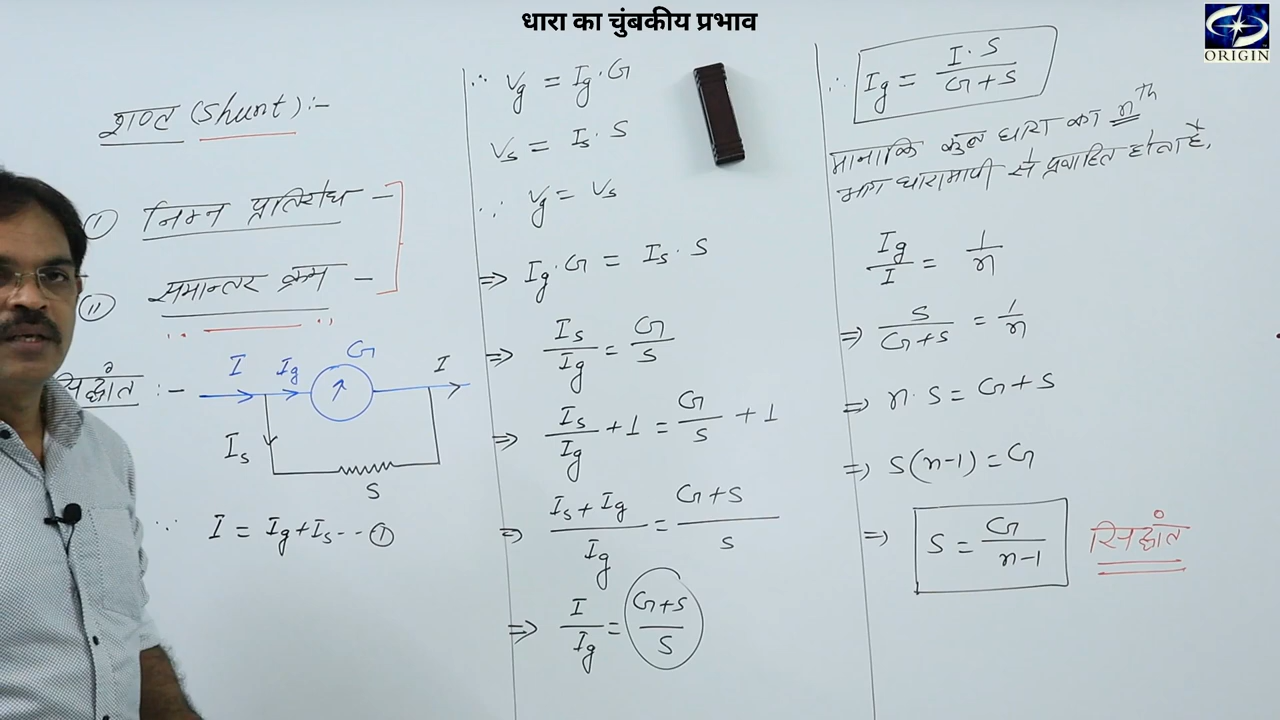 धारा का चुंबकीय प्रभाव
ORIGIN
शण्ट (Shunt) :-
① निम्न प्रतिरोध -
② समान्तर क्रम -
सिद्धांत :-
I Ig G I
Is
S
∵ I = Ig+Is --- ①
∴ Vg = Ig·G
Vs = Is·S
∵ Vg = Vs
⇒ Ig·G = Is·S
⇒ Is/Ig = G/S
⇒ Is/Ig + 1 = G/S + 1
⇒ (Is+Ig)/Ig = (G+S)/S
⇒ I/Ig = (G+S)/S
∴ Ig = I·S/(G+S)
मानाकि कुल धारा का nth
भाग धारामापी से प्रवाहित होता है,
Ig/I = 1/n
⇒ S/(G+S) = 1/n
⇒ n·S = G+S
⇒ S(n-1) = G
⇒ S = G/(n-1) सिद्धांत